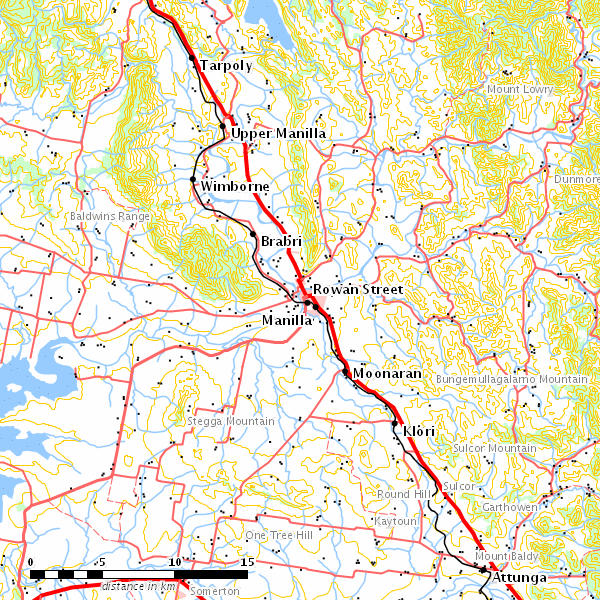 Tarpoly
Mount Lowry
Upper Manilla
Dunmore
Wimborne
Baldwins Range
Brabri
Rowan Street
Manilla
Moonaran
Bungemullagalarno Mountain
Stegga Mountain
Klori
Sulcor Mountain
Sulcor
Round Hill
Garthowen
Kaytoun
One Tree Hill
Mount Baldy
0 5 10 15
Attunga
distance in km
Somerton